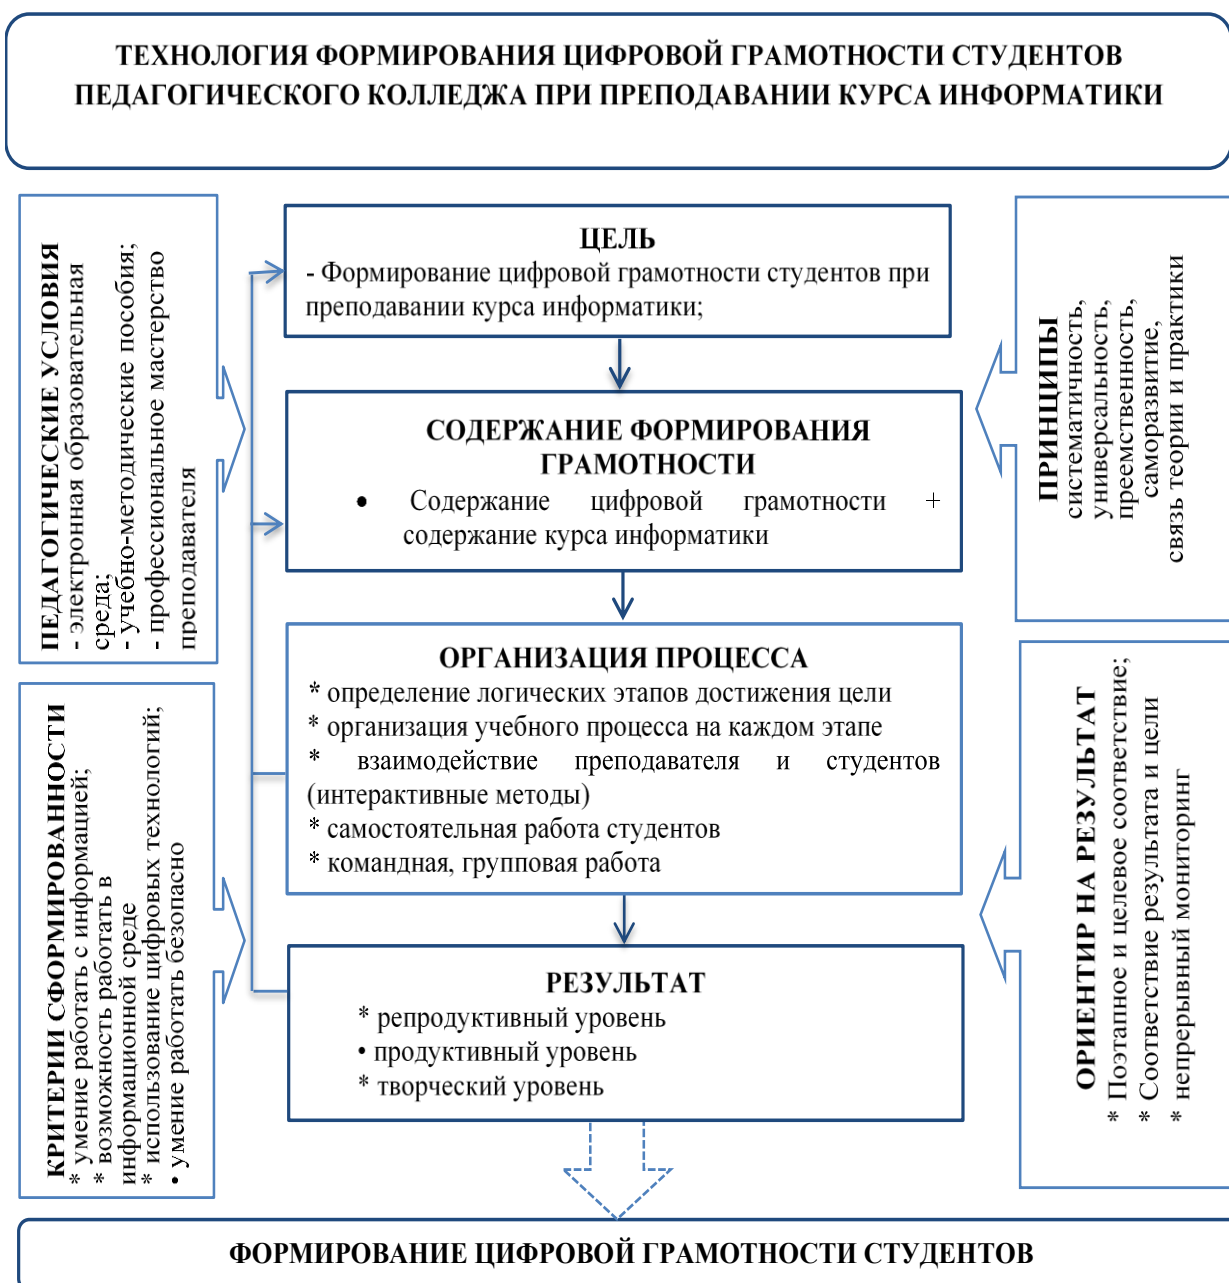 ТЕХНОЛОГИЯ ФОРМИРОВАНИЯ ЦИФРОВОЙ ГРАМОТНОСТИ СТУДЕНТОВ
ПЕДАГОГИЧЕСКОГО КОЛЛЕДЖА ПРИ ПРЕПОДАВАНИИ КУРСА ИНФОРМАТИКИ
ПЕДАГОГИЧЕСКИЕ УСЛОВИЯ
- электронная образовательная
среда;
- учебно-методические пособия;
- профессиональное мастерство
преподавателя
ЦЕЛЬ
- Формирование цифровой грамотности студентов при
преподавании курса информатики;
ПРИНЦИПЫ
систематичность,
универсальность,
преемственность,
саморазвитие,
связь теории и практики
СОДЕРЖАНИЕ ФОРМИРОВАНИЯ
ГРАМОТНОСТИ
• Содержание цифровой грамотности +
содержание курса информатики
ОРГАНИЗАЦИЯ ПРОЦЕССА
* определение логических этапов достижения цели
* организация учебного процесса на каждом этапе
* взаимодействие преподавателя и студентов
(интерактивные методы)
* самостоятельная работа студентов
* командная, групповая работа
КРИТЕРИИ СФОРМИРОВАННОСТИ
* умение работать с информацией;
* возможность работать в
информационной среде
* использование цифровых технологий;
• умение работать безопасно
ОРИЕНТИР НА РЕЗУЛЬТАТ
* Поэтапное и целевое соответствие;
* Соответствие результата и цели
* непрерывный мониторинг
РЕЗУЛЬТАТ
* репродуктивный уровень
• продуктивный уровень
* творческий уровень
ФОРМИРОВАНИЕ ЦИФРОВОЙ ГРАМОТНОСТИ СТУДЕНТОВ